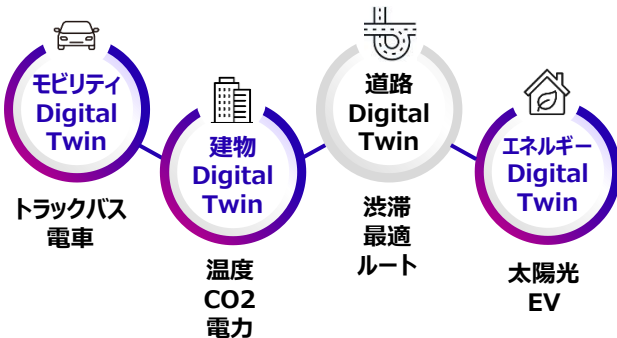 モビリティ
Digital
Twin
トラックバス
電車
建物
Digital
Twin
温度
CO2
電力
道路
Digital
Twin
渋滞
最適
ルート
エネルギー
Digital
Twin
太陽光
EV